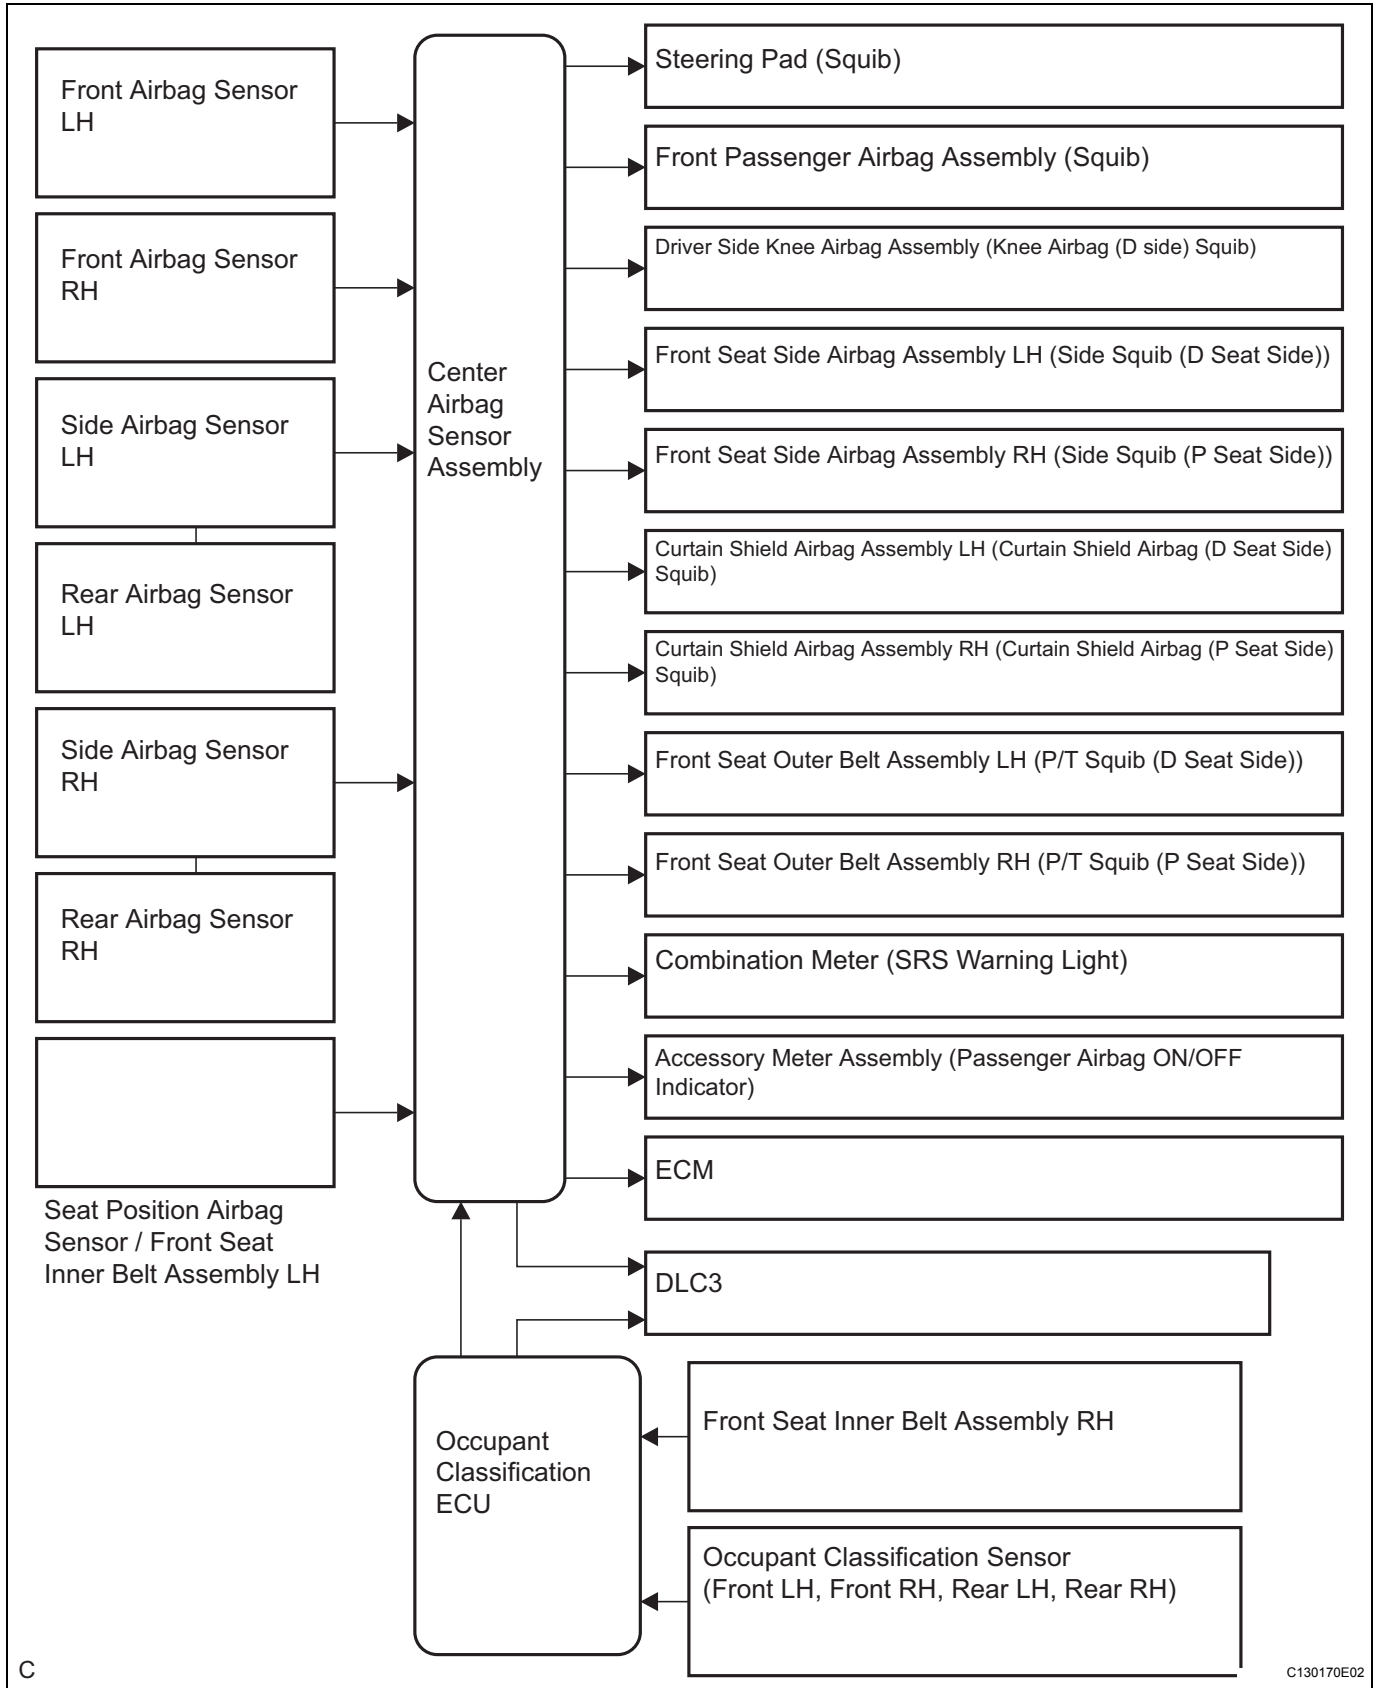 Front Airbag Sensor
LH
Front Airbag Sensor
RH
Side Airbag Sensor
LH
Rear Airbag Sensor
LH
Side Airbag Sensor
RH
Rear Airbag Sensor
RH
Seat Position Airbag
Sensor / Front Seat
Inner Belt Assembly LH
Center
Airbag
Sensor
Assembly
Steering Pad (Squib)
Front Passenger Airbag Assembly (Squib)
Driver Side Knee Airbag Assembly (Knee Airbag (D side) Squib)
Front Seat Side Airbag Assembly LH (Side Squib (D Seat Side))
Front Seat Side Airbag Assembly RH (Side Squib (P Seat Side))
Curtain Shield Airbag Assembly LH (Curtain Shield Airbag (D Seat Side)
Squib)
Curtain Shield Airbag Assembly RH (Curtain Shield Airbag (P Seat Side)
Squib)
Front Seat Outer Belt Assembly LH (P/T Squib (D Seat Side))
Front Seat Outer Belt Assembly RH (P/T Squib (P Seat Side))
Combination Meter (SRS Warning Light)
Accessory Meter Assembly (Passenger Airbag ON/OFF
Indicator)
ECM
DLC3
Occupant
Classification
ECU
Front Seat Inner Belt Assembly RH
Occupant Classification Sensor
(Front LH, Front RH, Rear LH, Rear RH)
C
C130170E02